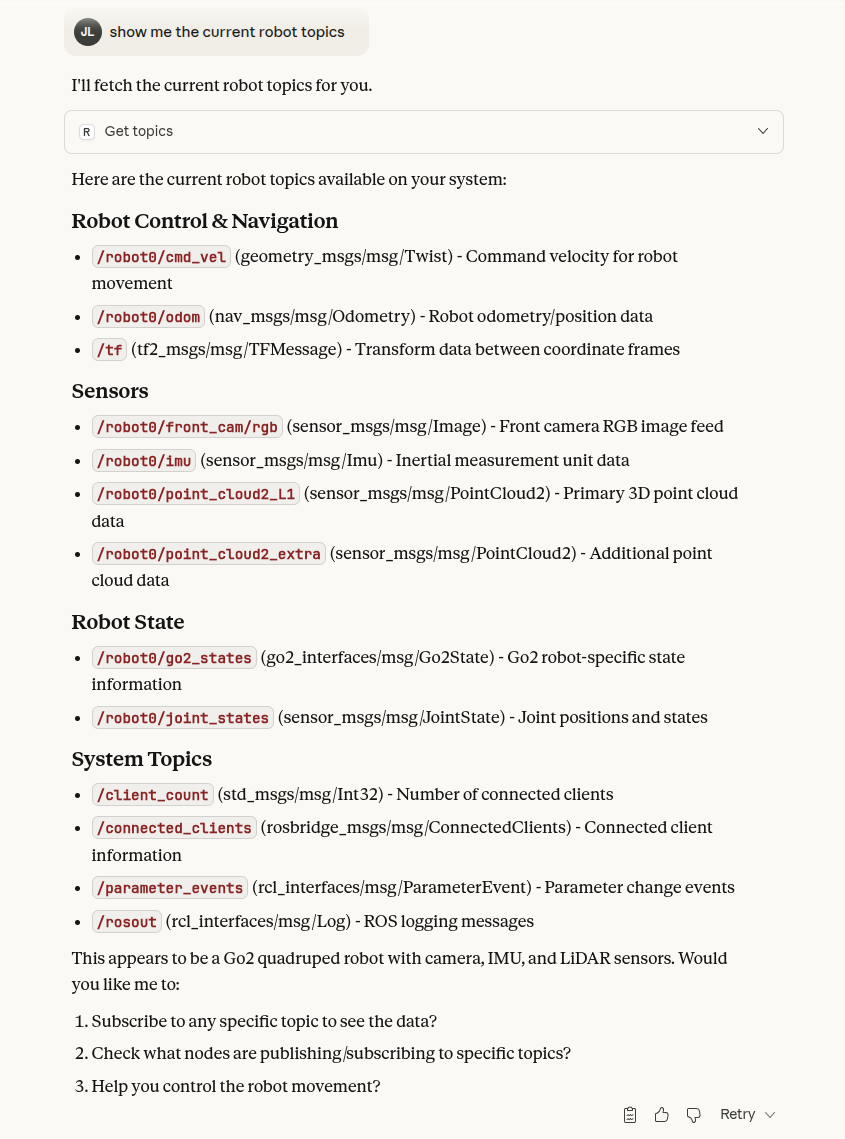 JL show me the current robot topics
I'll fetch the current robot topics for you.
R Get topics
Here are the current robot topics available on your system:
Robot Control & Navigation
• /robot0/cmd_vel (geometry_msgs/msg/Twist) - Command velocity for robot
movement
• /robot0/odom (nav_msgs/msg/Odometry) - Robot odometry/position data
• /tf (tf2_msgs/msg/TFMessage) - Transform data between coordinate frames
Sensors
• /robot0/front_cam/rgb (sensor_msgs/msg/Image) - Front camera RGB image feed
• /robot0/imu (sensor_msgs/msg/Imu) - Inertial measurement unit data
• /robot0/point_cloud2_L1 (sensor_msgs/msg/PointCloud2) - Primary 3D point cloud
data
• /robot0/point_cloud2_extra (sensor_msgs/msg/PointCloud2) - Additional point
cloud data
Robot State
• /robot0/go2_states (go2_interfaces/msg/Go2State) - Go2 robot-specific state
information
• /robot0/joint_states (sensor_msgs/msg/JointState) - Joint positions and states
System Topics
• /client_count (std_msgs/msg/Int32) - Number of connected clients
• /connected_clients (rosbridge_msgs/msg/ConnectedClients) - Connected client
information
• /parameter_events (rcl_interfaces/msg/ParameterEvent) - Parameter change events
• /rosout (rcl_interfaces/msg/Log) - ROS logging messages
This appears to be a Go2 quadruped robot with camera, IMU, and LiDAR sensors. Would
you like me to:
1. Subscribe to any specific topic to see the data?
2. Check what nodes are publishing/subscribing to specific topics?
3. Help you control the robot movement?
Retry